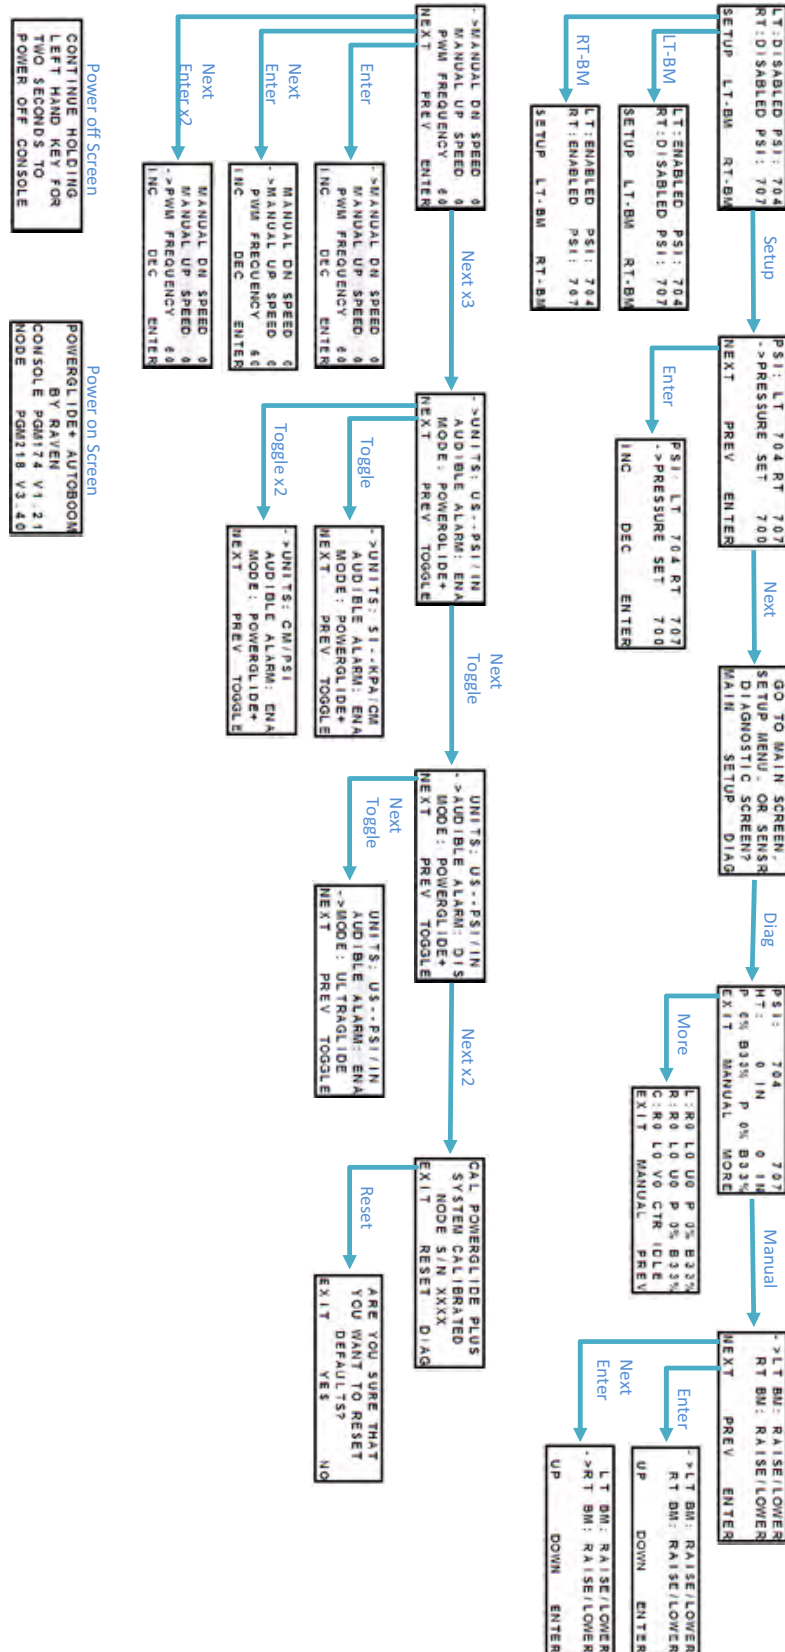 LT:DISABLED PSI: 704
RT:DISABLED PSI: 707
SETUP LT-BM RT-BM
LT-BM
LT:ENABLED PSI: 704
RT:DISABLED PSI: 707
SETUP LT-BM RT-BM
RT-BM
LT:ENABLED PSI: 704
RT:ENABLED PSI: 707
SETUP LT-BM RT-BM
Setup
PSI: LT 704 RT 707
->PRESSURE SET 700
NEXT PREV ENTER
Enter
PSI: LT 704 RT 707
->PRESSURE SET 700
INC DEC ENTER
Next
GO TO MAIN SCREEN,
SETUP MENU, OR SENSR
DIAGNOSTIC SCREEN?
MAIN SETUP DIAG
Diag
PSI: 704 707
HT: 0 IN 0 IN
P 0% B33% P 0% B33%
EXIT MANUAL MORE
More
L:R0 L0 U0 P 0% B33%
R:R0 L0 U0 P 0% B33%
C:R0 L0 V0 CTR IDLE
EXIT MANUAL PREV
Manual
->LT BM: RAISE/LOWER
RT BM: RAISE/LOWER
NEXT PREV ENTER
Enter
->LT BM: RAISE/LOWER
RT BM: RAISE/LOWER
UP DOWN ENTER
Next
Enter
LT BM: RAISE/LOWER
->RT BM: RAISE/LOWER
UP DOWN ENTER
->MANUAL DN SPEED 0
MANUAL UP SPEED 0
PWM FREQUENCY 60
NEXT PREV ENTER
Enter
->MANUAL DN SPEED 0
MANUAL UP SPEED 0
PWM FREQUENCY 60
INC DEC ENTER
Next
Enter
MANUAL DN SPEED 0
->MANUAL UP SPEED 0
PWM FREQUENCY 60
INC DEC ENTER
Next
Enter x2
MANUAL DN SPEED 0
MANUAL UP SPEED 0
->PWM FREQUENCY 60
INC DEC ENTER
Next x3
->UNITS: US--PSI/IN
AUDIBLE ALARM: ENA
MODE: POWERGLIDE+
NEXT PREV TOGGLE
Toggle
->UNITS: SI--KPA/CM
AUDIBLE ALARM: ENA
MODE: POWERGLIDE+
NEXT PREV TOGGLE
Toggle x2
->UNITS: CM/PSI
AUDIBLE ALARM: ENA
MODE: POWERGLIDE+
NEXT PREV TOGGLE
Next
Toggle
UNITS: US--PSI/IN
->AUDIBLE ALARM: DIS
MODE: POWERGLIDE+
NEXT PREV TOGGLE
Next
Toggle
UNITS: US--PSI/IN
AUDIBLE ALARM: ENA
->MODE: ULTRAGLIDE
NEXT PREV TOGGLE
Next x2
CAL POWERGLIDE PLUS
SYSTEM CALIBRATED
NODE S/N XXXX
EXIT RESET DIAG
Reset
ARE YOU SURE THAT
YOU WANT TO RESET
DEFAULTS?
EXIT YES NO
Power off Screen
CONTINUE HOLDING
LEFT HAND KEY FOR
TWO SECONDS TO
POWER OFF CONSOLE
Power on Screen
POWERGLIDE+ AUTOBOOM
BY RAVEN
CONSOLE PGM174 V1.21
NODE PGM218 V3.40